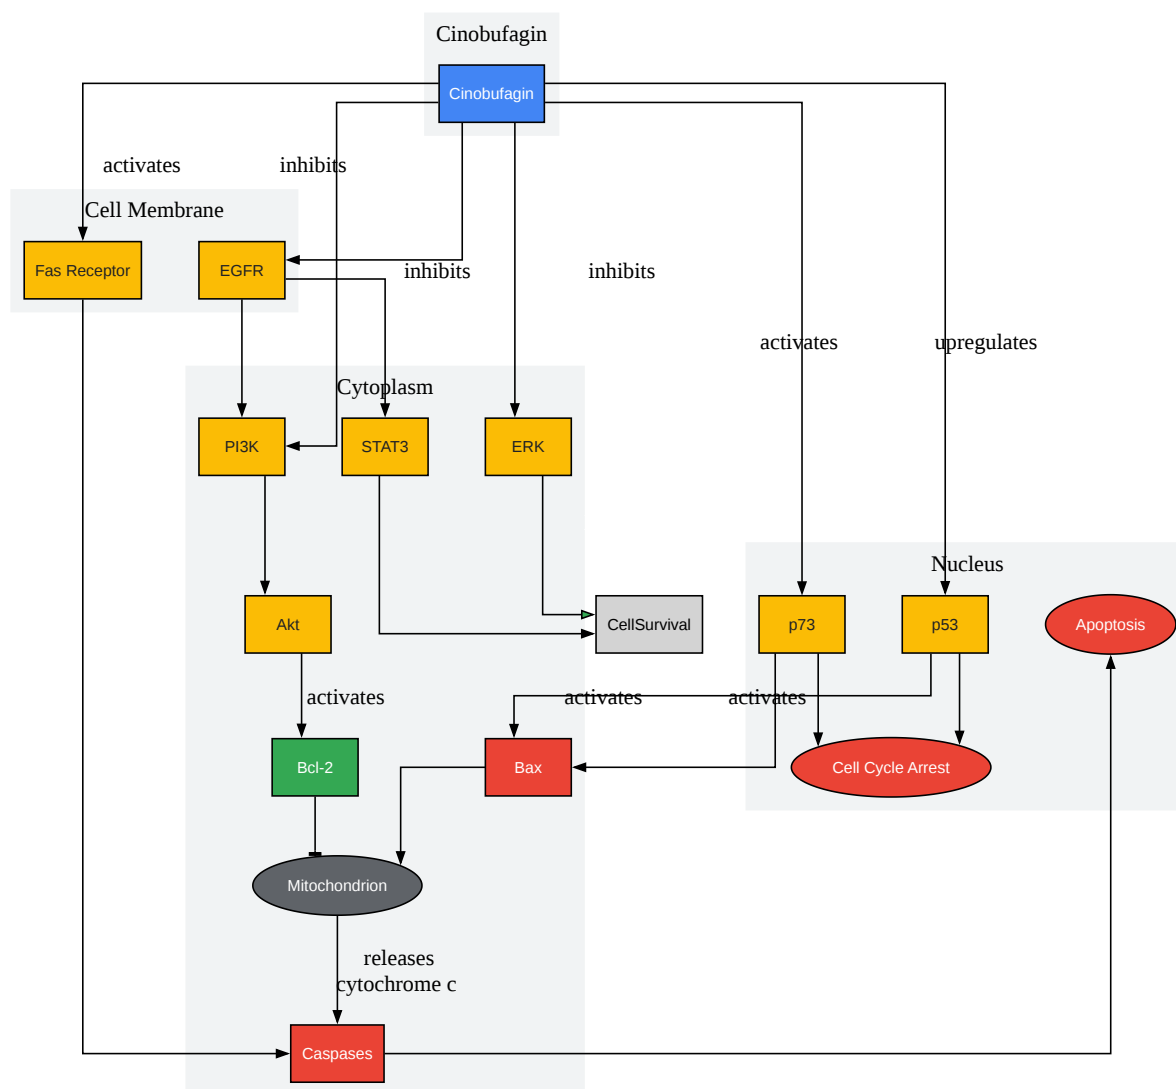 Cinobufagin
Cinobufagin
activates
inhibits
Cell Membrane
Fas Receptor
EGFR
inhibits
inhibits
activates
upregulates
Cytoplasm
PI3K
STAT3
ERK
Nucleus
Akt
CellSurvival
p73
p53
Apoptosis
activates
activates
activates
Bcl-2
Bax
Cell Cycle Arrest
Mitochondrion
releases
cytochrome c
Caspases